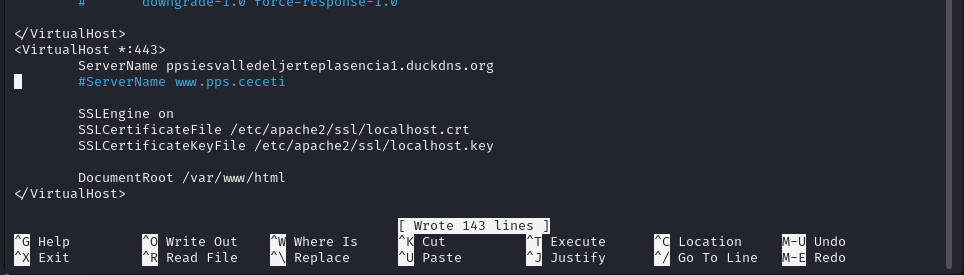 #       downgrade-1.0 force-response-1.0
</VirtualHost>
<VirtualHost *:443>
        ServerName ppsiesvalledeljerteplasencia1.duckdns.org
        #ServerName www.pps.ceceti
        SSLEngine on
        SSLCertificateFile /etc/apache2/ssl/localhost.crt
        SSLCertificateKeyFile /etc/apache2/ssl/localhost.key
        DocumentRoot /var/www/html
</VirtualHost>
[ Wrote 143 lines ]
^G Help ^O Write Out ^W Where Is ^K Cut ^T Execute ^C Location M-U Undo
^X Exit ^R Read File ^\ Replace ^U Paste ^J Justify ^/ Go To Line M-E Redo